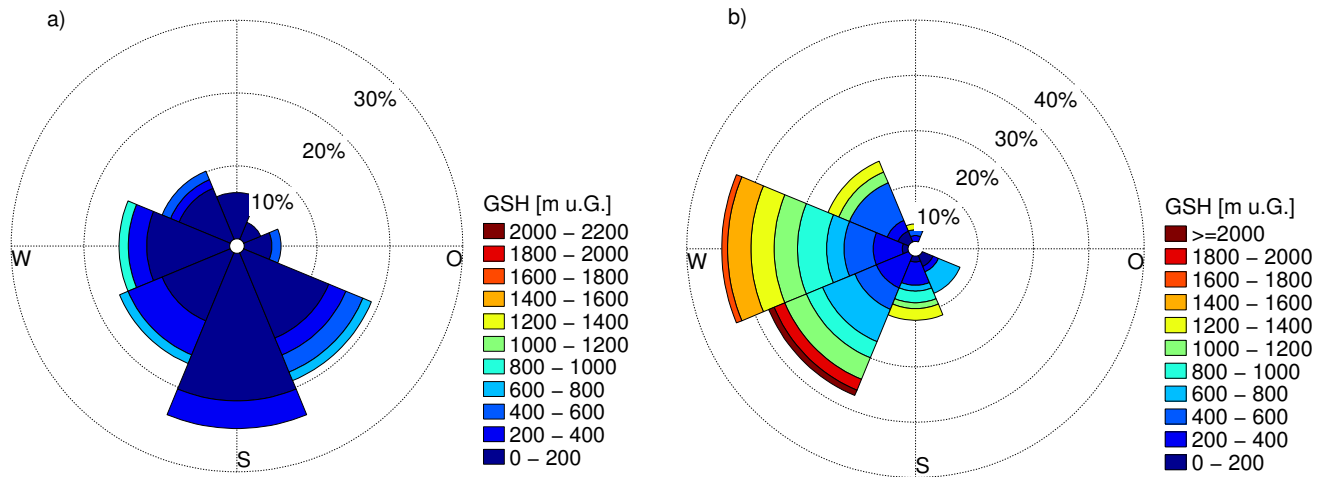 a)
30%
20%
10%
W
O
S
GSH [m u.G.]
2000 − 2200
1800 − 2000
1600 − 1800
1400 − 1600
1200 − 1400
1000 − 1200
800 − 1000
600 − 800
400 − 600
200 − 400
0 − 200
b)
40%
30%
20%
10%
W
O
S
GSH [m u.G.]
>=2000
1800 − 2000
1600 − 1800
1400 − 1600
1200 − 1400
1000 − 1200
800 − 1000
600 − 800
400 − 600
200 − 400
0 − 200